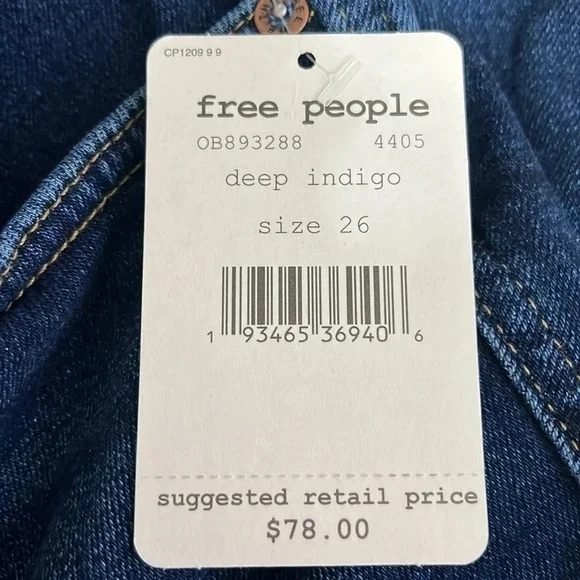 CP1209 9 9
free people
OB893288 4405
deep indigo
size 26
1 93465 36940 6
suggested retail price
$78.00